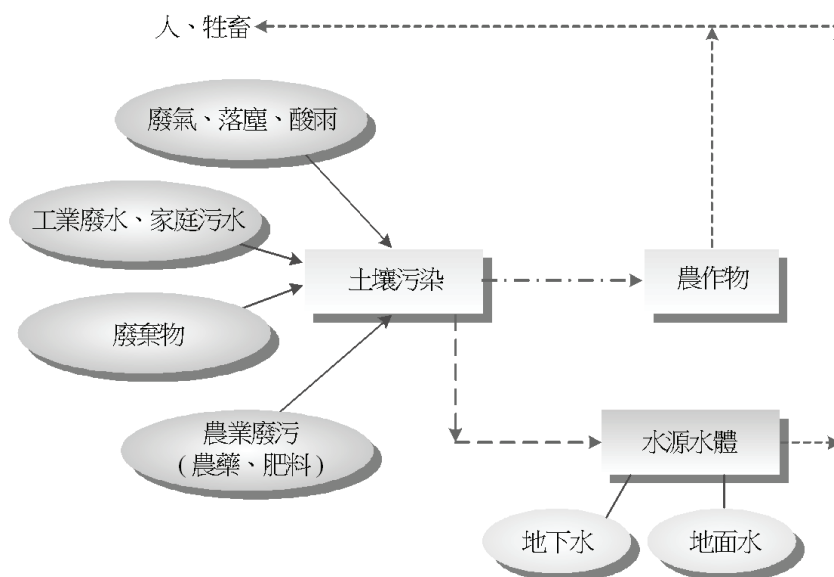 人、牲畜
廢氣、落塵、酸雨
工業廢水、家庭污水
土壤污染
農作物
廢棄物
農業廢污
(農藥、肥料)
水源水體
地下水
地面水